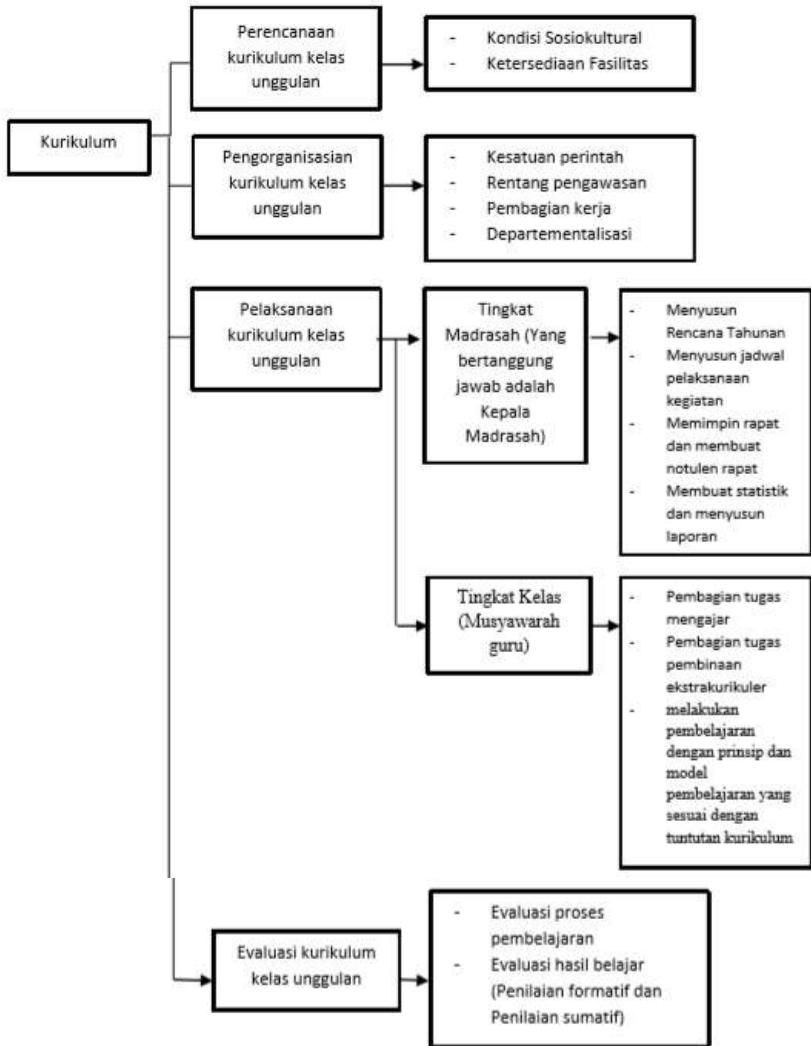 Perencanaan
kurikulum kelas
unggulan
- Kondisi Sosiokultural
- Ketersediaan Fasilitas
Kurikulum
Pengorganisasian
kurikulum kelas
unggulan
- Kesatuan perintah
- Rentang pengawasan
- Pembagian kerja
- Departementalisasi
Pelaksanaan
kurikulum kelas
unggulan
Tingkat
Madrasah (Yang
bertanggung
jawab adalah
Kepala
Madrasah)
- Menyusun
Rencana Tahunan
- Menyusun jadwal
pelaksanaan
kegiatan
- Memimpin rapat
dan membuat
notulen rapat
- Membuat statistik
dan menyusun
laporan
Tingkat Kelas
(Musyawarah
guru)
- Pembagian tugas
mengajar
- Pembagian tugas
pembinaan
ekstrakurikuler
- melakukan
pembelajaran
dengan prinsip dan
model
pembelajaran yang
sesuai dengan
tuntutan kurikulum
Evaluasi kurikulum
kelas unggulan
- Evaluasi proses
pembelajaran
- Evaluasi hasil belajar
(Penilaian formatif dan
Penilaian sumatif)